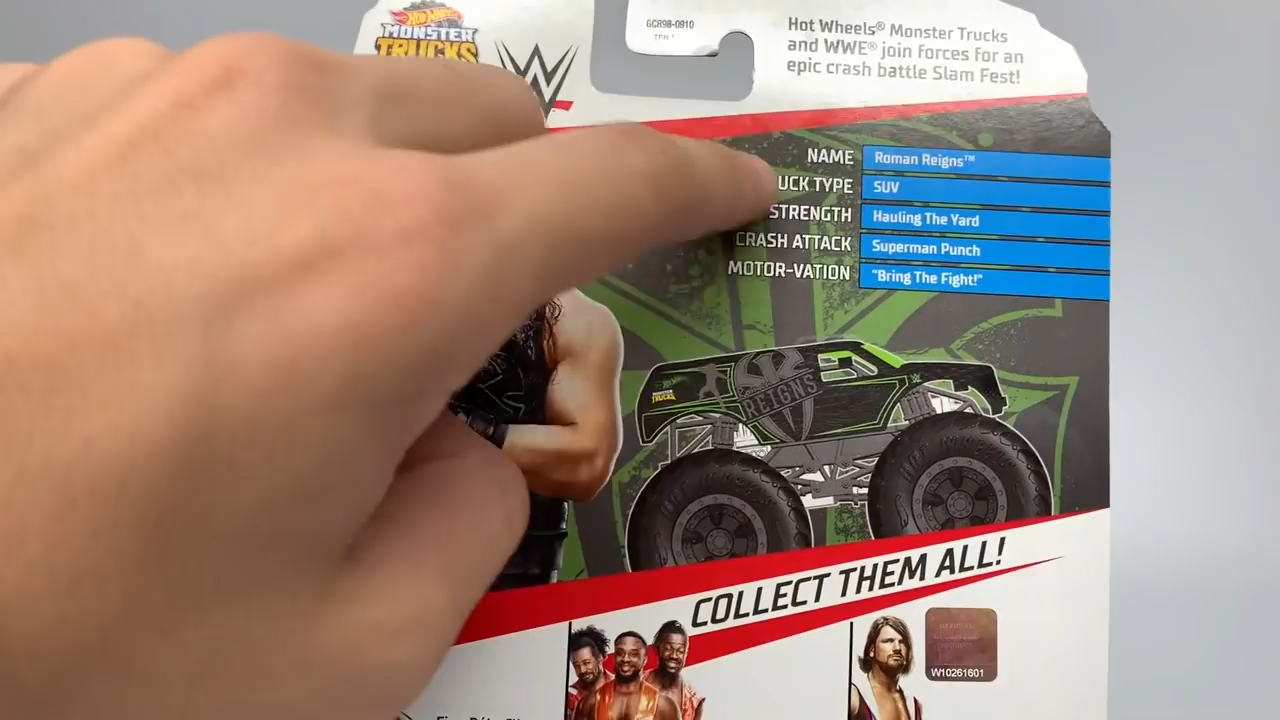 HOT WHEELS
MONSTER
TRUCKS
W
GCR98-0910
Hot Wheels® Monster Trucks
and WWE® join forces for an
epic crash battle Slam Fest!
NAME Roman Reigns™
UCK TYPE SUV
STRENGTH Hauling The Yard
CRASH ATTACK Superman Punch
MOTOR-VATION "Bring The Fight!"
MONSTER
TRUCKS
REIGNS
COLLECT THEM ALL!
W10261601